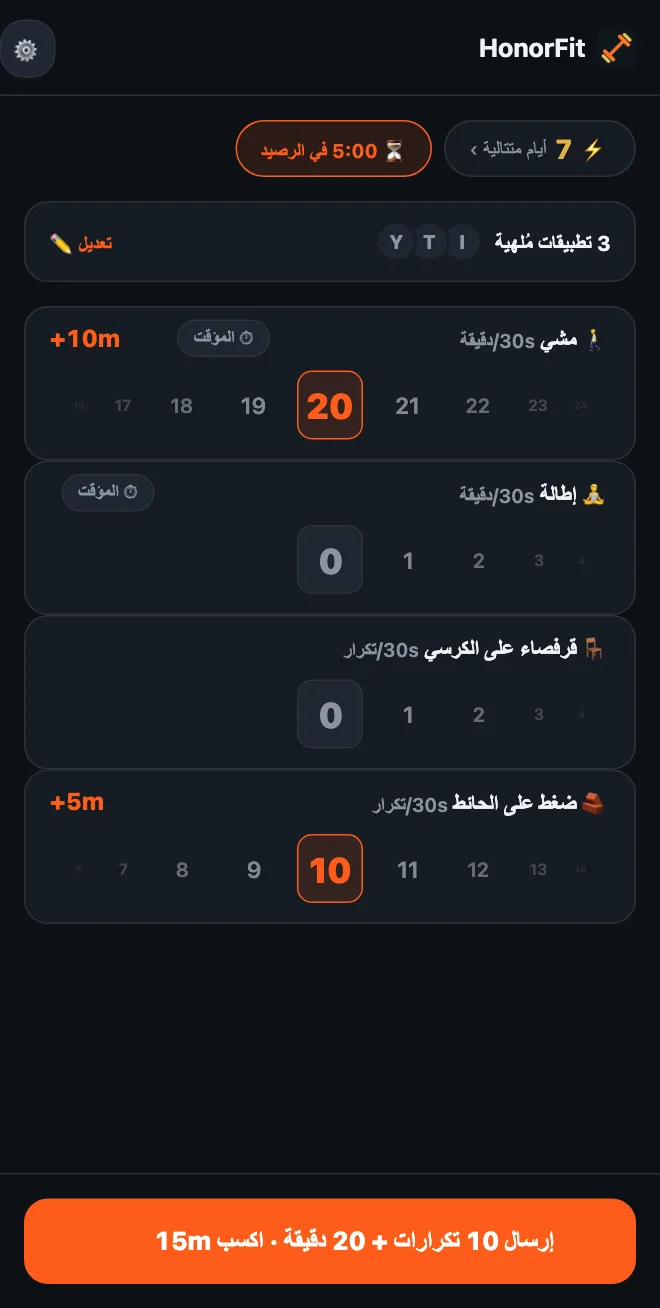 HonorFit
⚡ 7 أيام متتالية ›
⏳ 5:00 في الرصيد
3 تطبيقات مُلهية I T Y
تعديل ✏️
🚶 مشي 30s/دقيقة
⏱ المؤقت
+10m
24 23 22 21 20 19 18 17 16
🧘 إطالة 30s/دقيقة
⏱ المؤقت
4 3 2 1 0
🪑 قرفصاء على الكرسي 30s/تكرار
4 3 2 1 0
🧱 ضغط على الحائط 30s/تكرار
+5m
14 13 12 11 10 9 8 7 6
إرسال 10 تكرارات + 20 دقيقة · اكسب 15m